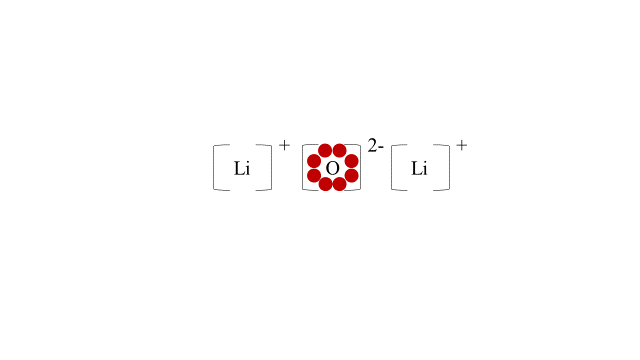 Li + O 2- Li +